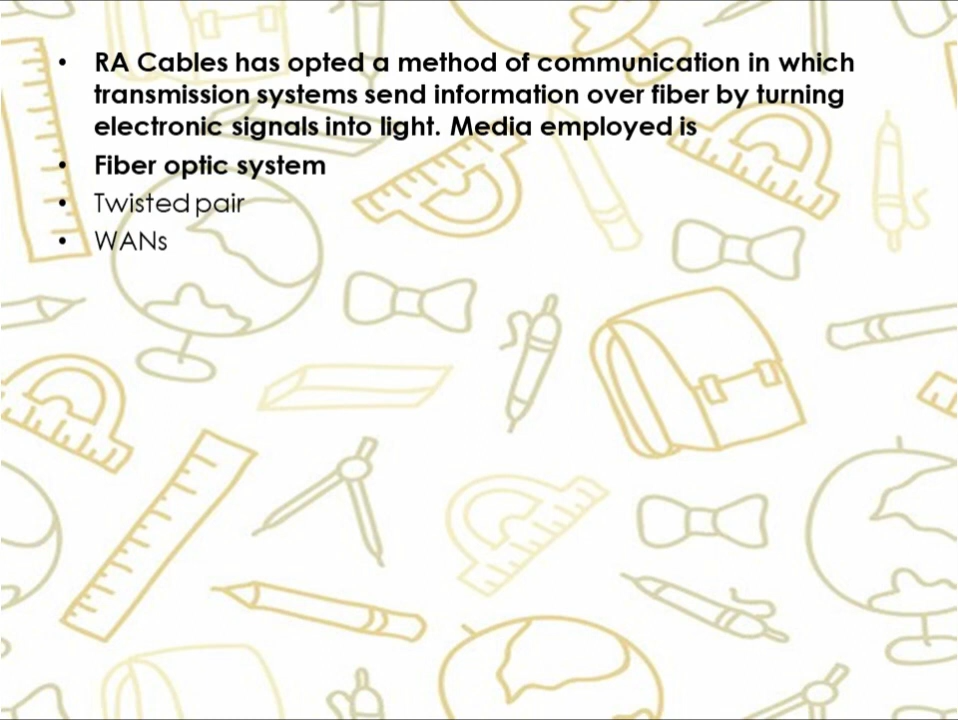 • RA Cables has opted a method of communication in which
transmission systems send information over fiber by turning
electronic signals into light. Media employed is
• Fiber optic system
• Twisted pair
• WANs